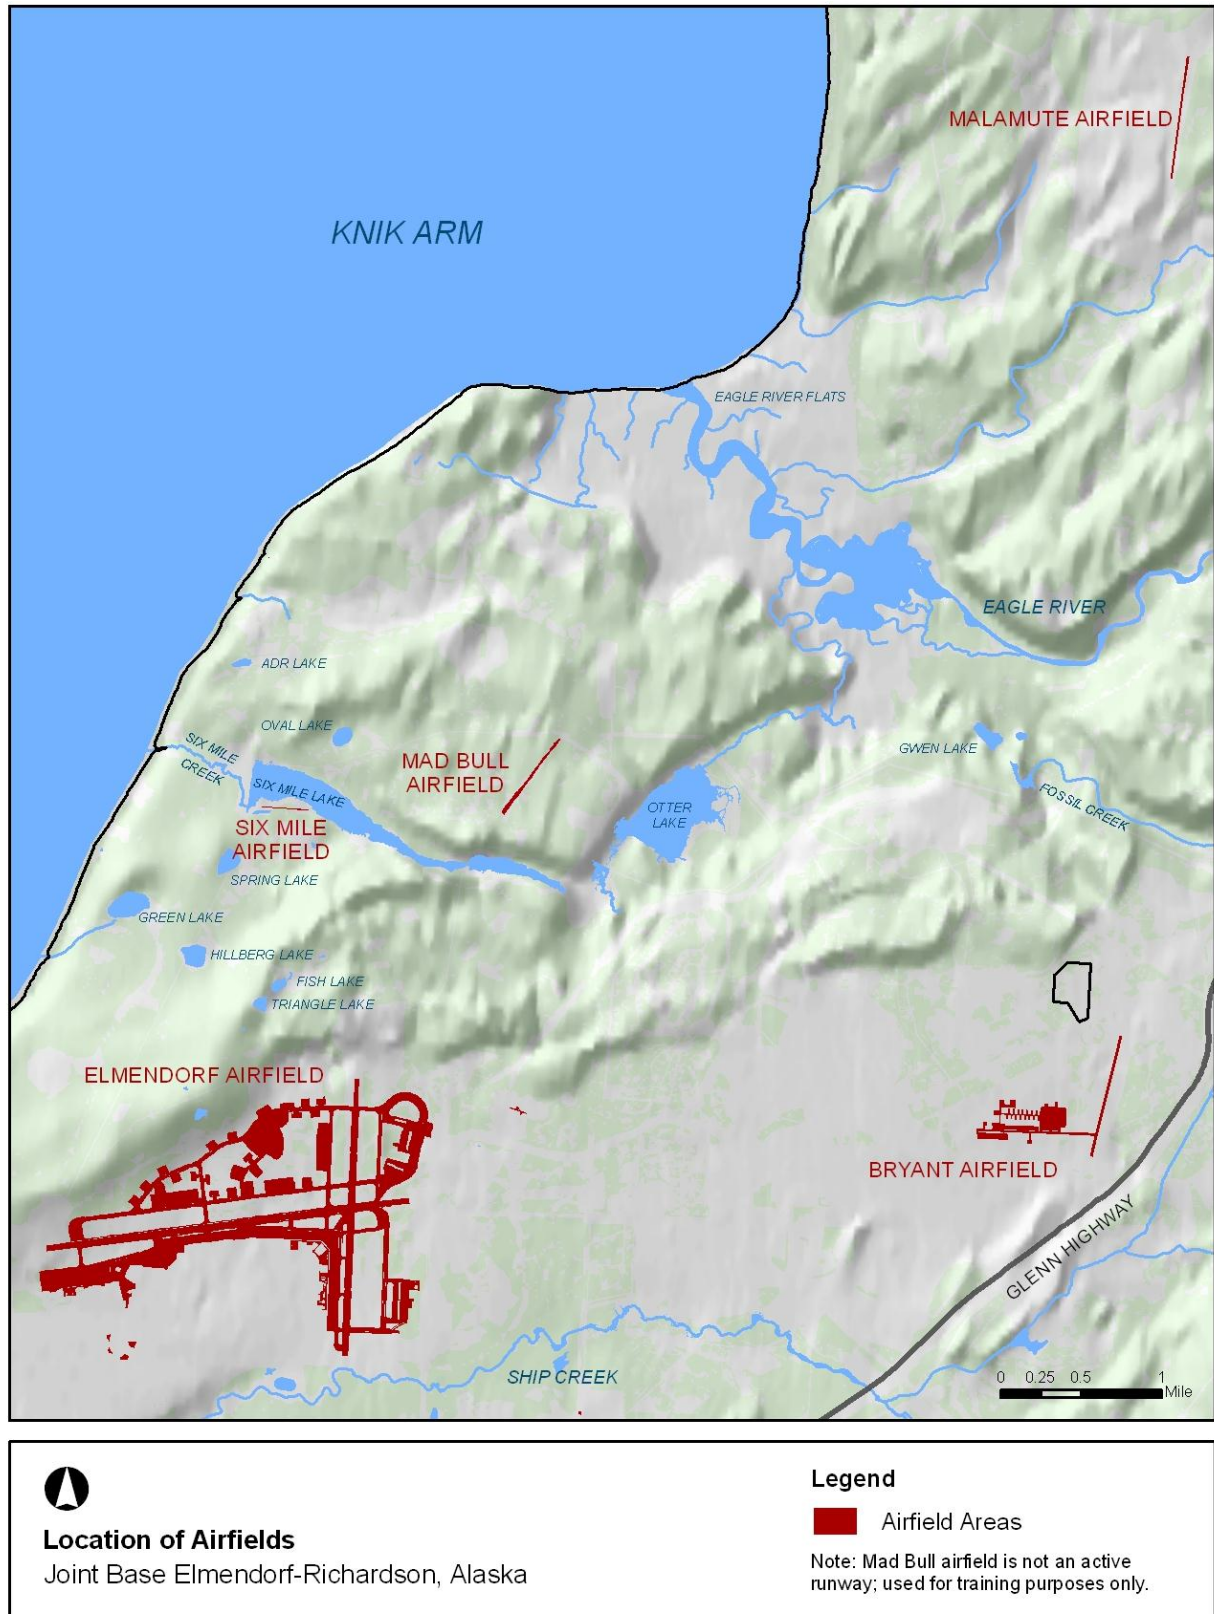 MALAMUTE AIRFIELD
KNIK ARM
EAGLE RIVER FLATS
EAGLE RIVER
ADR LAKE
OVAL LAKE
SIX MILE
CREEK
SIX MILE LAKE
MAD BULL
AIRFIELD
GWEN LAKE
FOSSIL CREEK
OTTER
LAKE
SIX MILE
AIRFIELD
SPRING LAKE
GREEN LAKE
HILLBERG LAKE
FISH LAKE
TRIANGLE LAKE
ELMENDORF AIRFIELD
BRYANT AIRFIELD
GLENN HIGHWAY
SHIP CREEK
0 0.25 0.5 1
Mile
Location of Airfields
Joint Base Elmendorf-Richardson, Alaska
Legend
Airfield Areas
Note: Mad Bull airfield is not an active
runway; used for training purposes only.